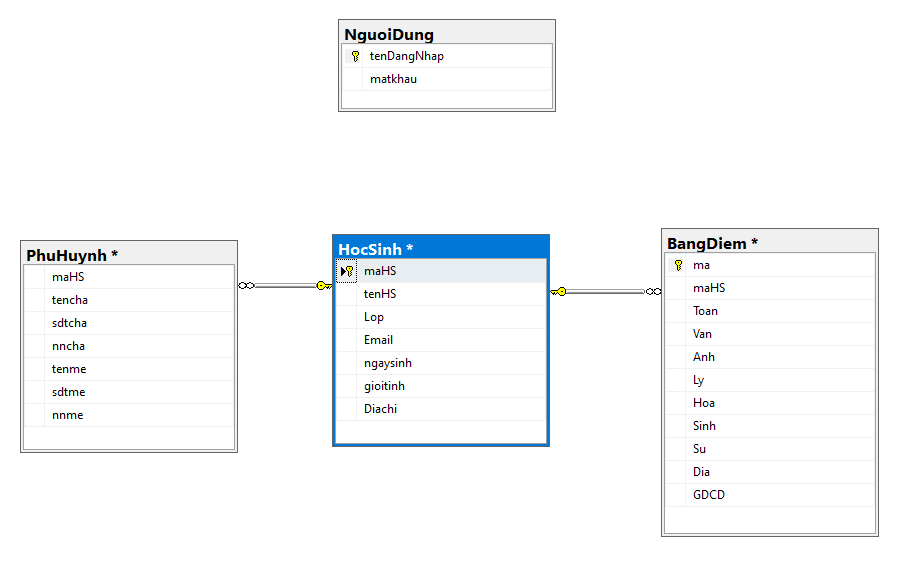 NguoiDung
tenDangNhap
matkhau
PhuHuynh *
maHS
tencha
sdtcha
nncha
tenme
sdtme
nnme
HocSinh *
maHS
tenHS
Lop
Email
ngaysinh
gioitinh
Diachi
BangDiem *
ma
maHS
Toan
Van
Anh
Ly
Hoa
Sinh
Su
Dia
GDCD